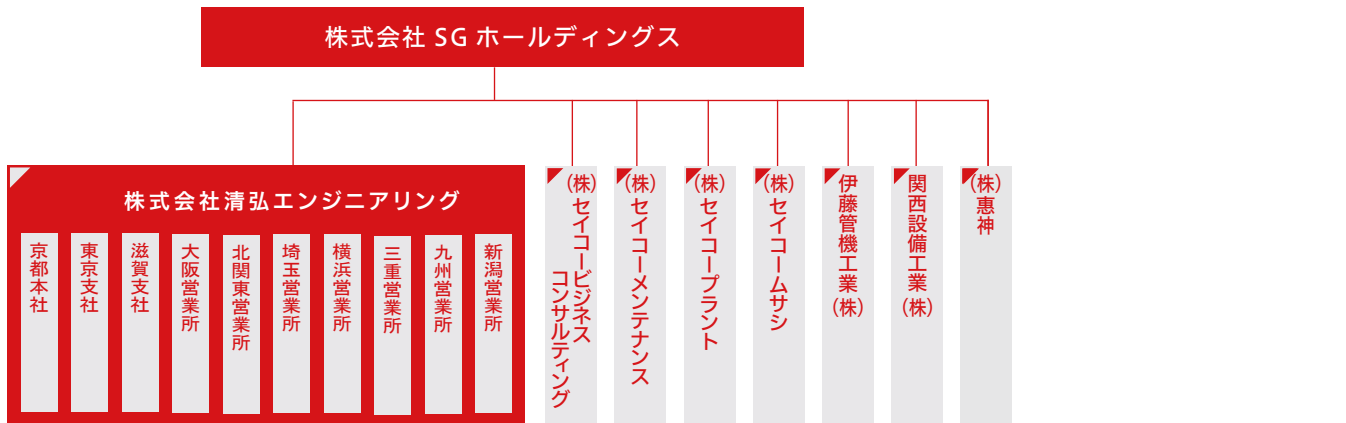 株式会社 SG ホールディングス
株式会社清弘エンジニアリング
京都本社
東京支社
滋賀支社
大阪営業所
北関東営業所
埼玉営業所
横浜営業所
三重営業所
九州営業所
新潟営業所
(株)セイコービジネス
コンサルティング
(株)セイコーメンテナンス
(株)セイコープラント
(株)セイコームサシ
伊藤管機工業(株)
関西設備工業(株)
(株)惠神